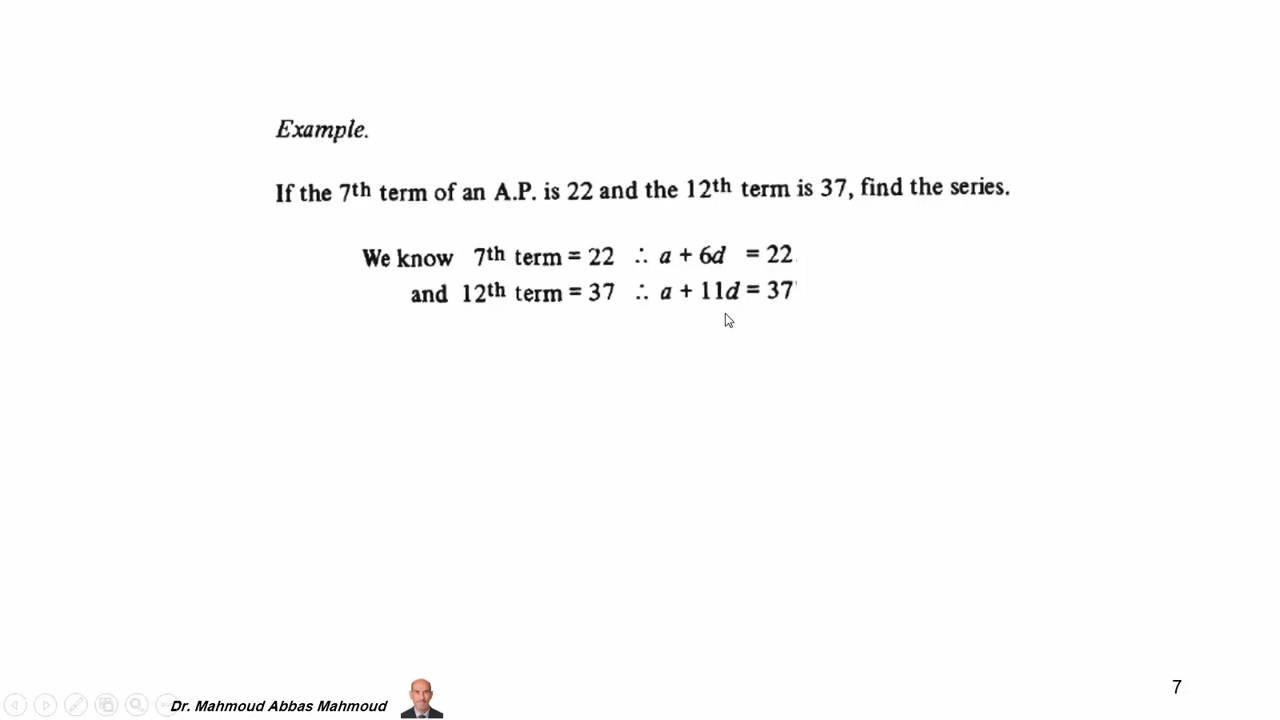 Example.
If the 7th term of an A.P. is 22 and the 12th term is 37, find the series.
We know 7th term = 22 ∴ a + 6d = 22
and 12th term = 37 ∴ a + 11d = 37
Dr. Mahmoud Abbas Mahmoud
7